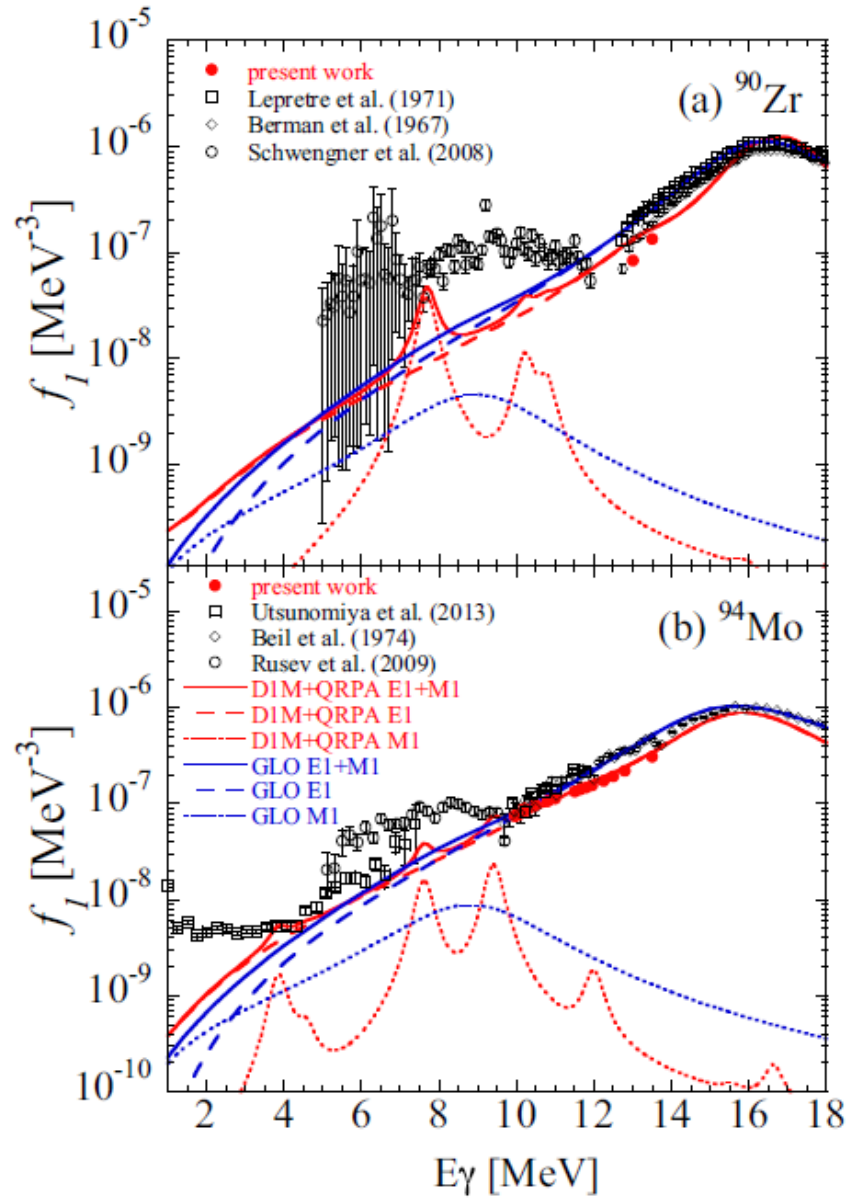 10^-5
10^-6
10^-7
10^-8
10^-9
f_1 [MeV^-3]
present work
Lepretre et al. (1971)
Berman et al. (1967)
Schwengner et al. (2008)
(a) ^90Zr
10^-5
10^-6
10^-7
10^-8
10^-9
10^-10
f_1 [MeV^-3]
present work
Utsunomiya et al. (2013)
Beil et al. (1974)
Rusev et al. (2009)
D1M+QRPA E1+M1
D1M+QRPA E1
D1M+QRPA M1
GLO E1+M1
GLO E1
GLO M1
(b) ^94Mo
2 4 6 8 10 12 14 16 18
Eγ [MeV]